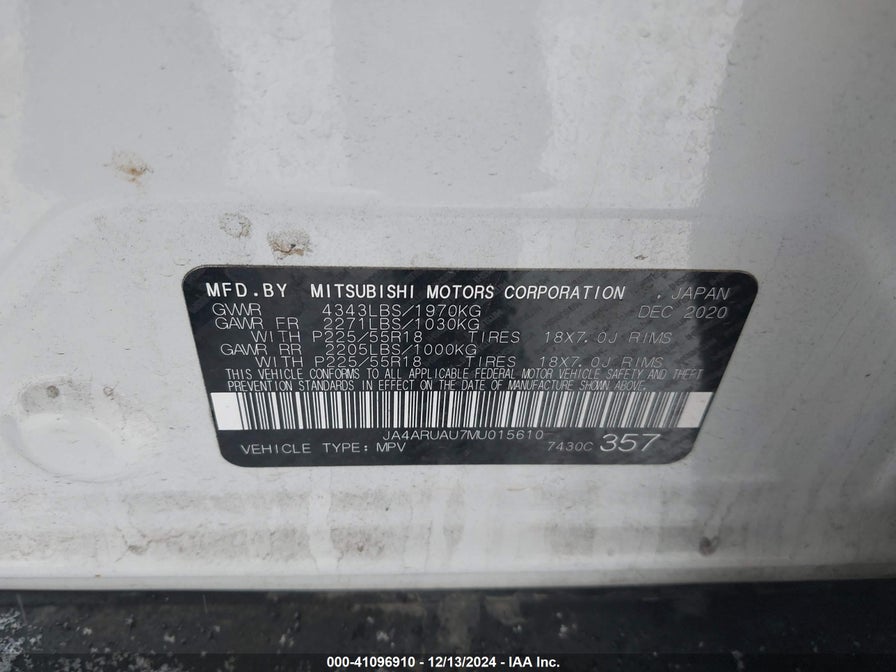 MFD.BY MITSUBISHI MOTORS CORPORATION , JAPAN
GVWR 4343LBS/1970KG DEC 2020
GAWR FR 2271LBS/1030KG
WITH P225/55R18 TIRES 18X7.0J RIMS
GAWR RR 2205LBS/1000KG
WITH P225/55R18 TIRES 18X7.0J RIMS
THIS VEHICLE CONFORMS TO ALL APPLICABLE FEDERAL MOTOR VEHICLE SAFETY AND THEFT
PREVENTION STANDARDS IN EFFECT ON THE DATE OF MANUFACTURE SHOWN ABOVE.
JA4ARUAU7MU015610
VEHICLE TYPE: MPV 7430C 357
000-41096910 - 12/13/2024 - IAA Inc.